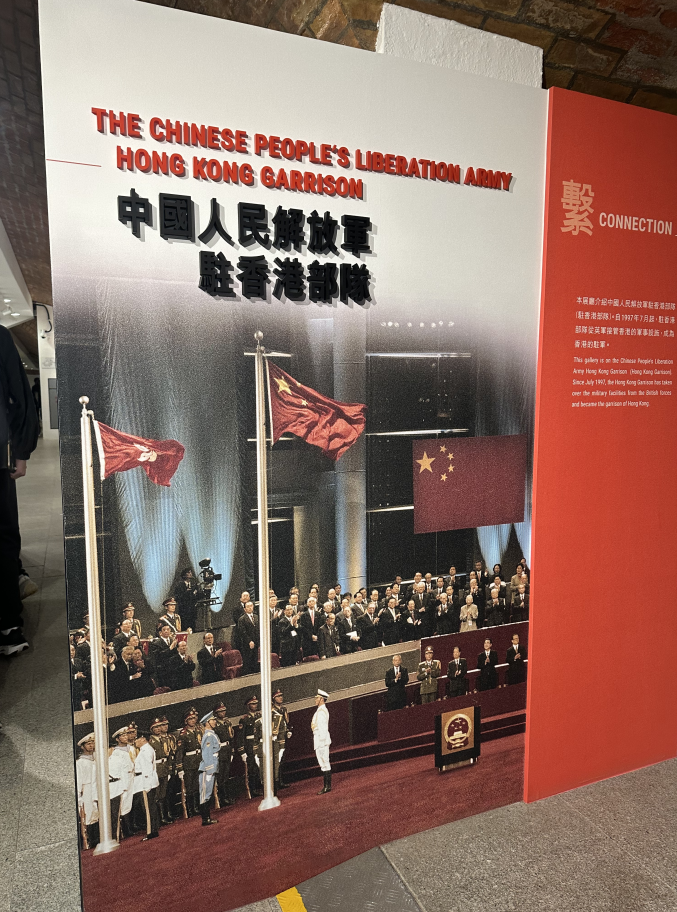 THE CHINESE PEOPLE'S LIBERATION ARMY
HONG KONG GARRISON
中國人民解放軍
駐香港部隊
繫 CONNECTION
本展廳介紹中國人民解放軍駐香港部隊
(駐香港部隊)。自1997年7月起，駐香港
部隊從英軍接管香港的軍事設施，成為
香港的駐軍。
This gallery is on the Chinese People's Liberation
Army Hong Kong Garrison (Hong Kong Garrison).
Since July 1997, the Hong Kong Garrison has taken
over the military facilities from the British forces
and became the garrison of Hong Kong.